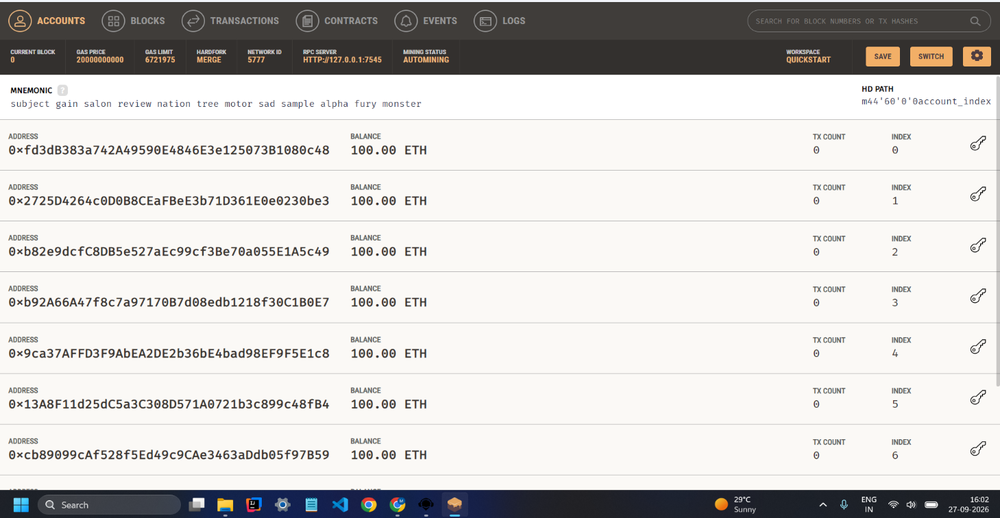 ACCOUNTS BLOCKS TRANSACTIONS CONTRACTS EVENTS LOGS SEARCH FOR BLOCK NUMBERS OR TX HASHES
CURRENT BLOCK GAS PRICE GAS LIMIT HARDFORK NETWORK ID RPC SERVER MINING STATUS WORKSPACE
0 20000000000 6721975 MERGE 5777 HTTP://127.0.0.1:7545 AUTOMINING QUICKSTART SAVE SWITCH
MNEMONIC ? HD PATH
subject gain salon review nation tree motor sad sample alpha fury monster m44'60'0'0account_index
ADDRESS BALANCE TX COUNT INDEX
0×fd3dB383a742A49590E4846E3e125073B1080c48 100.00 ETH 0 0
ADDRESS BALANCE TX COUNT INDEX
0×2725D4264c0D0B8CEaFBeE3b71D361E0e0230be3 100.00 ETH 0 1
ADDRESS BALANCE TX COUNT INDEX
0×b82e9dcfC8DB5e527aEc99cf3Be70a055E1A5c49 100.00 ETH 0 2
ADDRESS BALANCE TX COUNT INDEX
0×b92A66A47f8c7a97170B7d08edb1218f30C1B0E7 100.00 ETH 0 3
ADDRESS BALANCE TX COUNT INDEX
0×9ca37AFFD3F9AbEA2DE2b36bE4bad98EF9F5E1c8 100.00 ETH 0 4
ADDRESS BALANCE TX COUNT INDEX
0×13A8F11d25dC5a3C308D571A0721b3c899c48fB4 100.00 ETH 0 5
ADDRESS BALANCE TX COUNT INDEX
0×cb89099cAf528f5Ed49c9CAe3463aDdb05f97B59 100.00 ETH 0 6
Search 29°C ENG 16:02
Sunny IN 27-09-2026